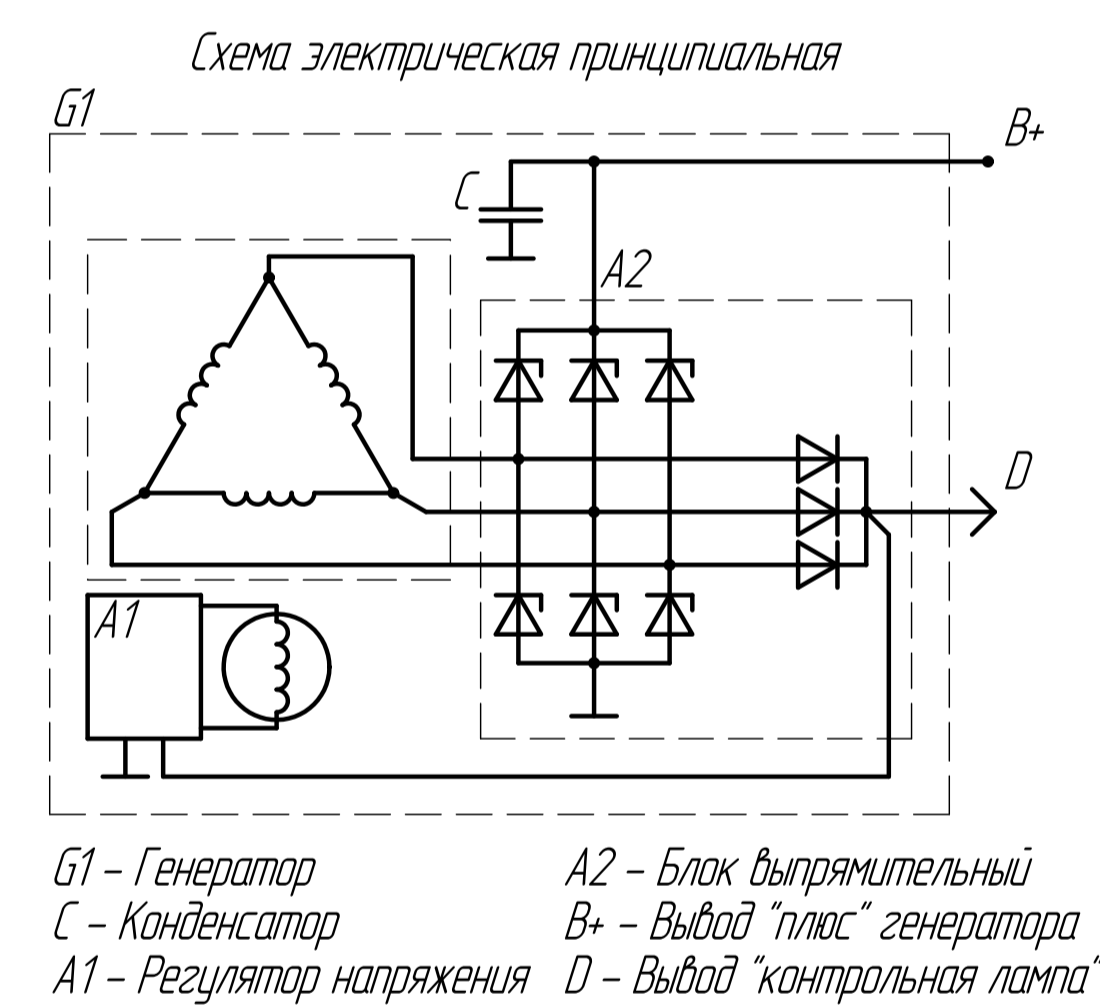 Схема электрическая принципиальная
G1
B+
C
A2
D
A1
G1 – Генератор
C – Конденсатор
A1 – Регулятор напряжения
A2 – Блок выпрямительный
B+ – Вывод "плюс" генератора
D – Вывод "контрольная лампа"